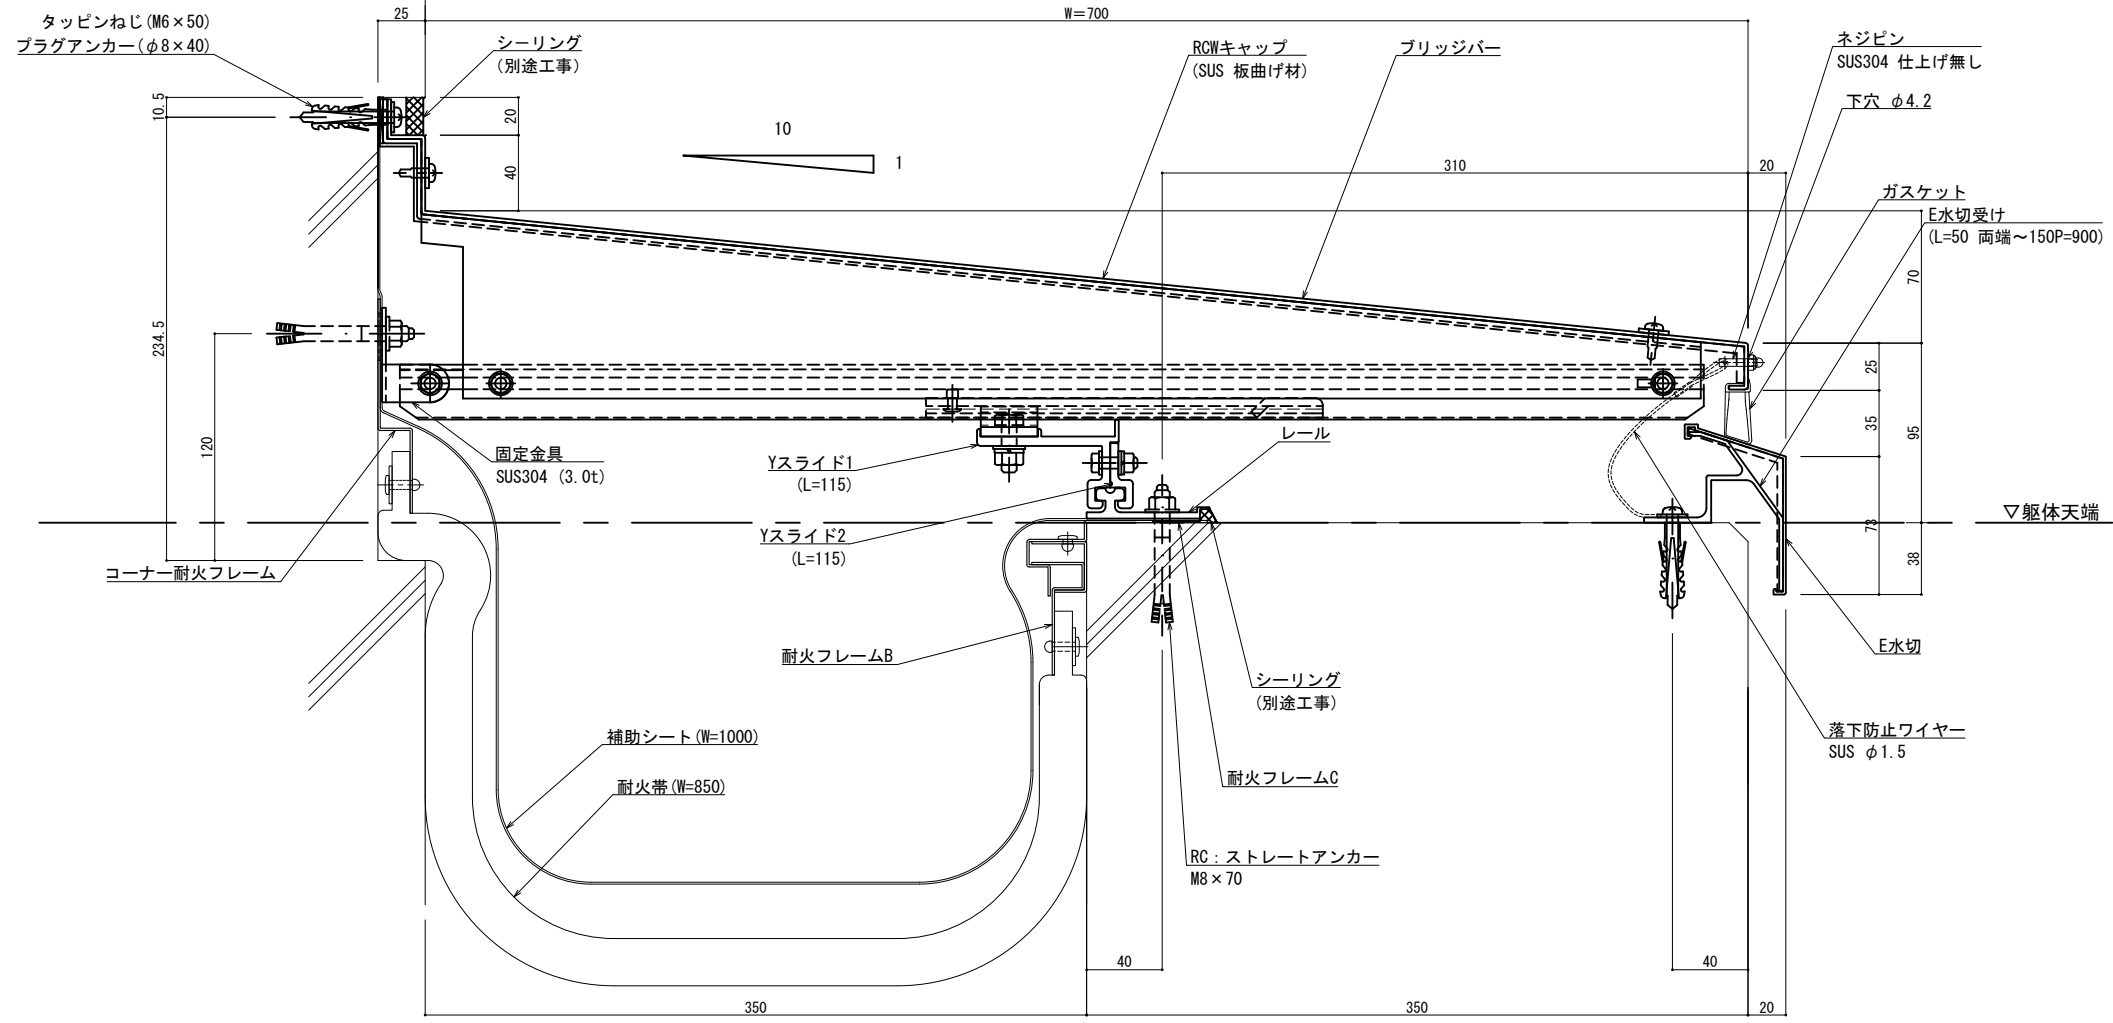 タッピンねじ(M6×50)
プラグアンカー(φ8×40)
25
W=700
シーリング
(別途工事)
RCWキャップ
(SUS 板曲げ材)
ブリッジバー
ネジピン
SUS304 仕上げ無し
下穴 φ4.2
10.5
20
10
1
40
310
20
ガスケット
E水切受け
(L=50 両端～150P=900)
70
234.5
120
25
35
95
固定金具
SUS304 (3.0t)
Yスライド1
(L=115)
レール
▽躯体天端
Yスライド2
(L=115)
73
38
コーナー耐火フレーム
耐火フレームB
E水切
シーリング
(別途工事)
補助シート(W=1000)
落下防止ワイヤー
SUS φ1.5
耐火帯(W=850)
耐火フレームC
RC：ストレートアンカー
M8×70
40
40
350
350
20